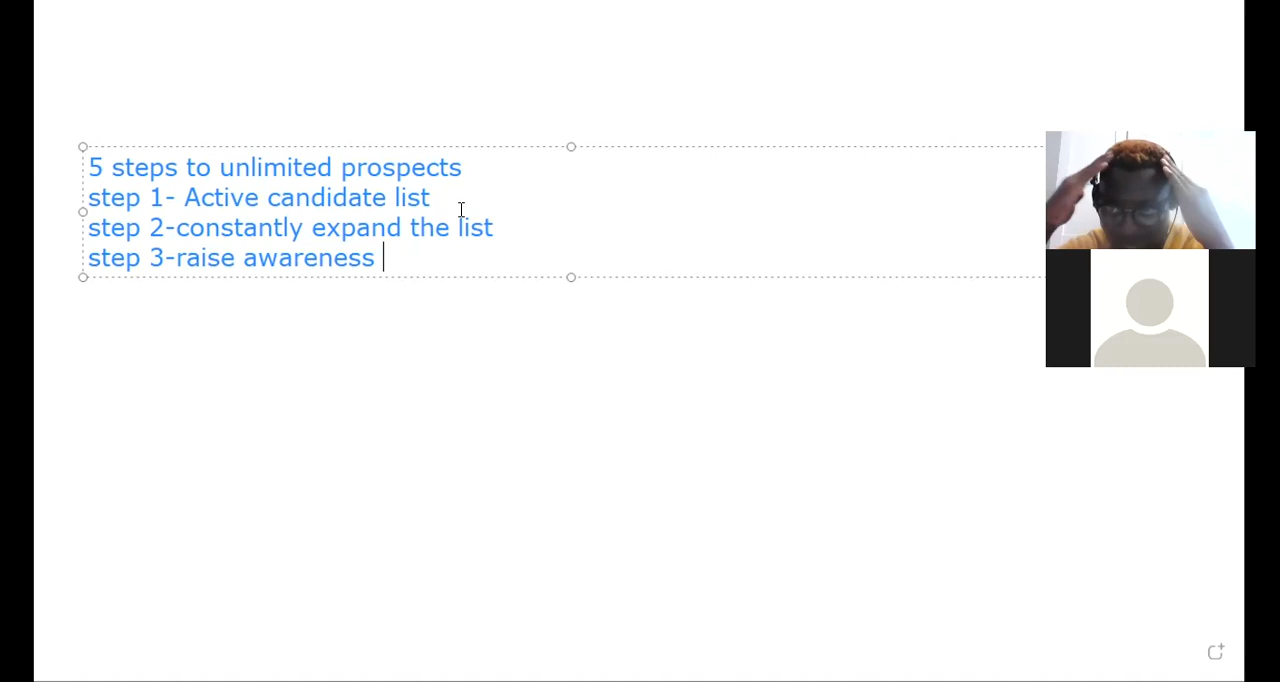 5 steps to unlimited prospects
step 1- Active candidate list
step 2-constantly expand the list
step 3-raise awareness